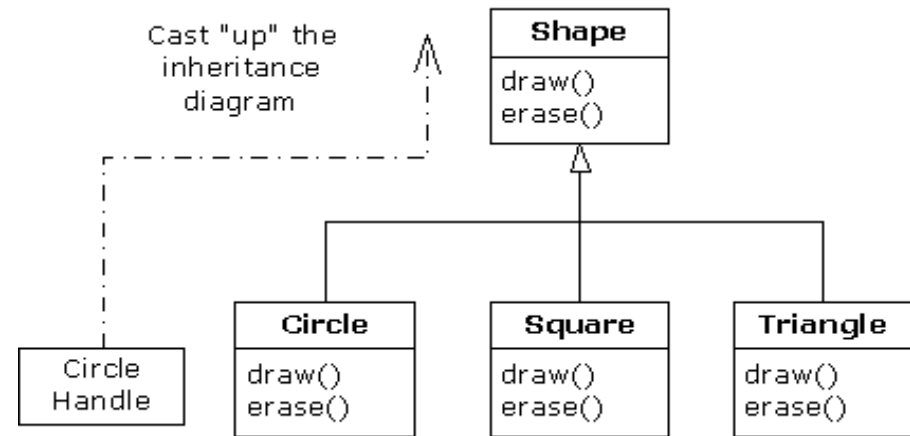 Cast "up" the
inheritance
diagram
Shape
draw()
erase()
Circle
Handle
Circle
draw()
erase()
Square
draw()
erase()
Triangle
draw()
erase()